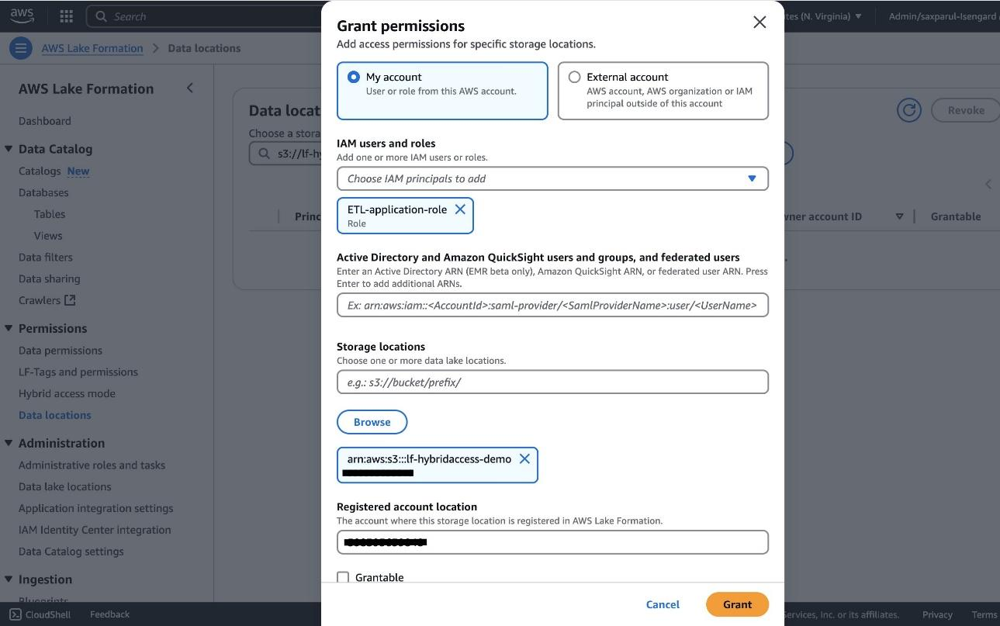 aws
Search
tes (N. Virginia)
Admin/saxparul-Isengard
AWS Lake Formation
Data locations
AWS Lake Formation
Dashboard
Data Catalog
Catalogs New
Databases
Tables
Views
Data filters
Data sharing
Crawlers
Permissions
Data permissions
LF-Tags and permissions
Hybrid access mode
Data locations
Administration
Administrative roles and tasks
Data lake locations
Application integration settings
IAM Identity Center integration
Data Catalog settings
Ingestion
Blueprints
CloudShell
Feedback
Data locat
Choose a stora
s3://lf-hy
Princ
Revoke
wner account ID
Grantable
Grant permissions
Add access permissions for specific storage locations.
My account
User or role from this AWS account.
External account
AWS account, AWS organization or IAM
principal outside of this account
IAM users and roles
Add one or more IAM users or roles.
Choose IAM principals to add
ETL-application-role
Role
Active Directory and Amazon QuickSight users and groups, and federated users
Enter an Active Directory ARN (EMR beta only), Amazon QuickSight ARN, or federated user ARN. Press
Enter to add additional ARNs.
Ex: arn:aws:iam::<AccountId>:saml-provider/<SamlProviderName>:user/<UserName>
Storage locations
Choose one or more data lake locations.
e.g.: s3://bucket/prefix/
Browse
arn:aws:s3:::lf-hybridaccess-demo
Registered account location
The account where this storage location is registered in AWS Lake Formation.
Grantable
Cancel
Grant
Services, Inc. or its affiliates.
Privacy
Terms